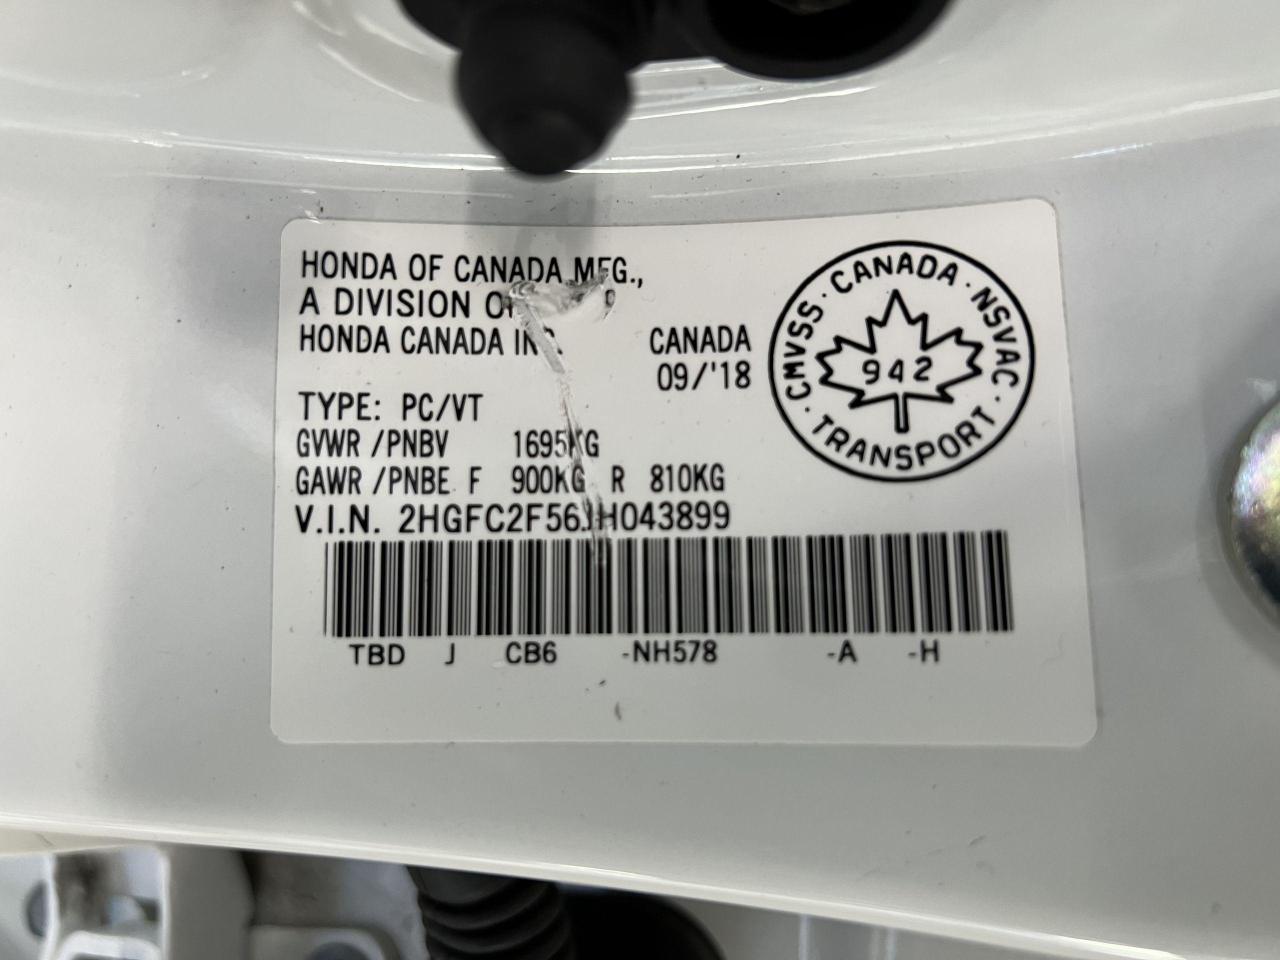 HONDA OF CANADA MFG.,
A DIVISION
HONDA CANADA INC.
CANADA
09/'18
TYPE: PC/VT
GVWR /PNBV 1695KG
GAWR /PNBE F 900KG R 810KG
V.I.N. 2HGFC2F56JH043899
TBD J CB6 -NH578 -A -H
CMVSS · CANADA · NSVAC
942
· TRANSPORT ·